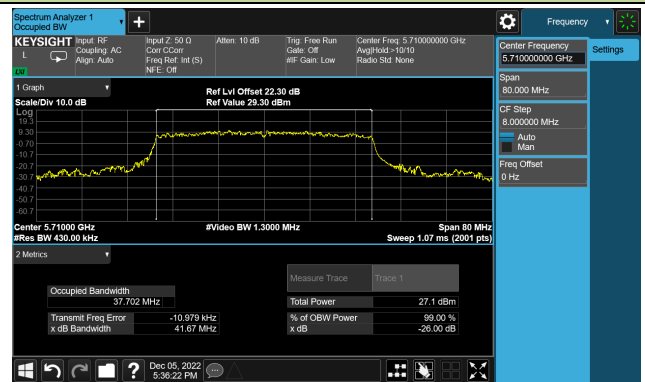 Spectrum Analyzer 1
Occupied BW
Frequency
KEYSIGHT Input: RF Input Z: 50 Ω Atten: 10 dB Trig: Free Run Center Freq: 5.710000000 GHz
L Coupling: AC Corr CCorr Gate: Off Avg|Hold:>10/10
Align: Auto Freq Ref: Int (S) #IF Gain: Low Radio Std: None
NFE: Off
LXI
Center Frequency
5.710000000 GHz
Settings
Span
80.000 MHz
CF Step
8.000000 MHz
Auto
Man
Freq Offset
0 Hz
1 Graph
Ref Lvl Offset 22.30 dB
Scale/Div 10.0 dB Ref Value 29.30 dBm
Log
19.3
9.30
-0.70
-10.7
-20.7
-30.7
-40.7
-50.7
-60.7
Center 5.71000 GHz #Video BW 1.3000 MHz Span 80 MHz
#Res BW 430.00 kHz Sweep 1.07 ms (2001 pts)
2 Metrics
Measure Trace Trace 1
Occupied Bandwidth
37.702 MHz Total Power 27.1 dBm
Transmit Freq Error -10.979 kHz % of OBW Power 99.00 %
x dB Bandwidth 41.67 MHz x dB -26.00 dB
Dec 05, 2022
5:36:22 PM